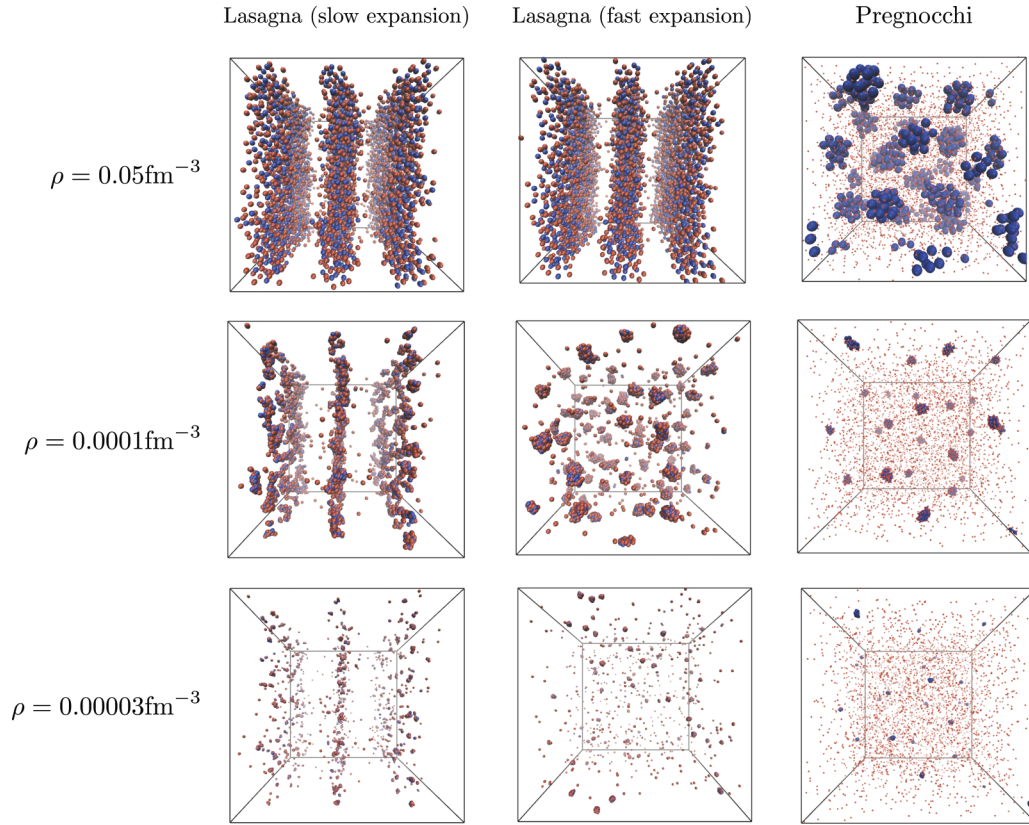 Lasagna (slow expansion)
Lasagna (fast expansion)
Pregnocchi
ρ = 0.05fm⁻³
ρ = 0.0001fm⁻³
ρ = 0.00003fm⁻³